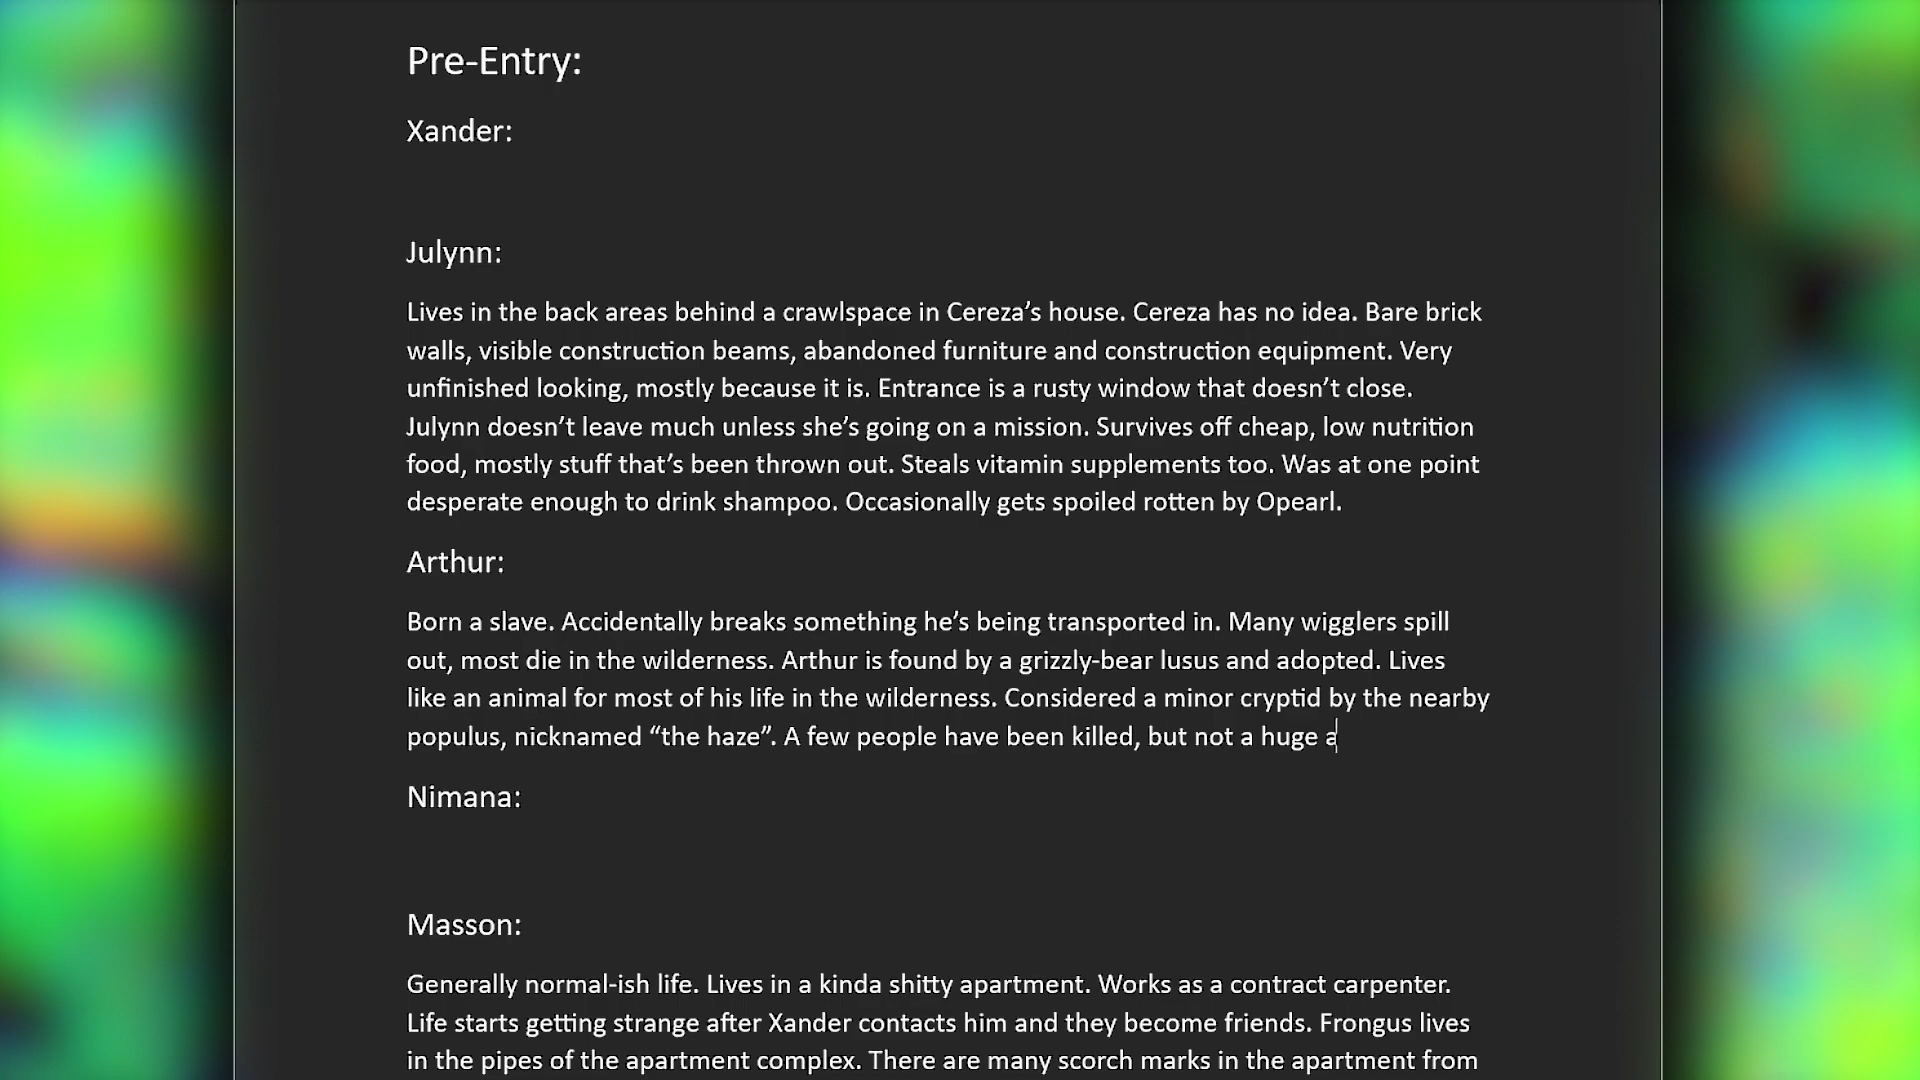 Pre-Entry:
Xander:
Julynn:
Lives in the back areas behind a crawlspace in Cereza’s house. Cereza has no idea. Bare brick
walls, visible construction beams, abandoned furniture and construction equipment. Very
unfinished looking, mostly because it is. Entrance is a rusty window that doesn’t close.
Julynn doesn’t leave much unless she’s going on a mission. Survives off cheap, low nutrition
food, mostly stuff that’s been thrown out. Steals vitamin supplements too. Was at one point
desperate enough to drink shampoo. Occasionally gets spoiled rotten by Opearl.
Arthur:
Born a slave. Accidentally breaks something he’s being transported in. Many wigglers spill
out, most die in the wilderness. Arthur is found by a grizzly-bear lusus and adopted. Lives
like an animal for most of his life in the wilderness. Considered a minor cryptid by the nearby
populus, nicknamed “the haze”. A few people have been killed, but not a huge a
Nimana:
Masson:
Generally normal-ish life. Lives in a kinda shitty apartment. Works as a contract carpenter.
Life starts getting strange after Xander contacts him and they become friends. Frongus lives
in the pipes of the apartment complex. There are many scorch marks in the apartment from